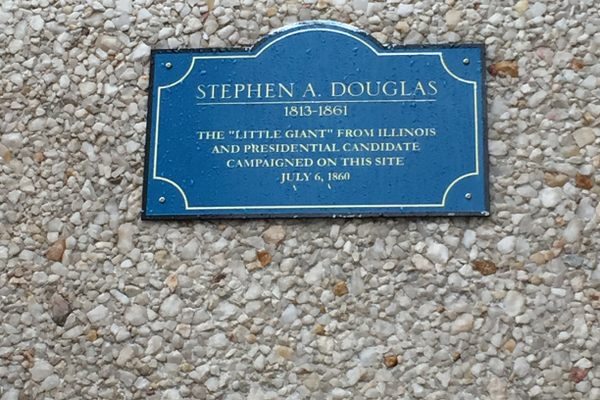 STEPHEN A. DOUGLAS
1813-1861
THE "LITTLE GIANT" FROM ILLINOIS
AND PRESIDENTIAL CANDIDATE
CAMPAIGNED ON THIS SITE
JULY 6, 1860